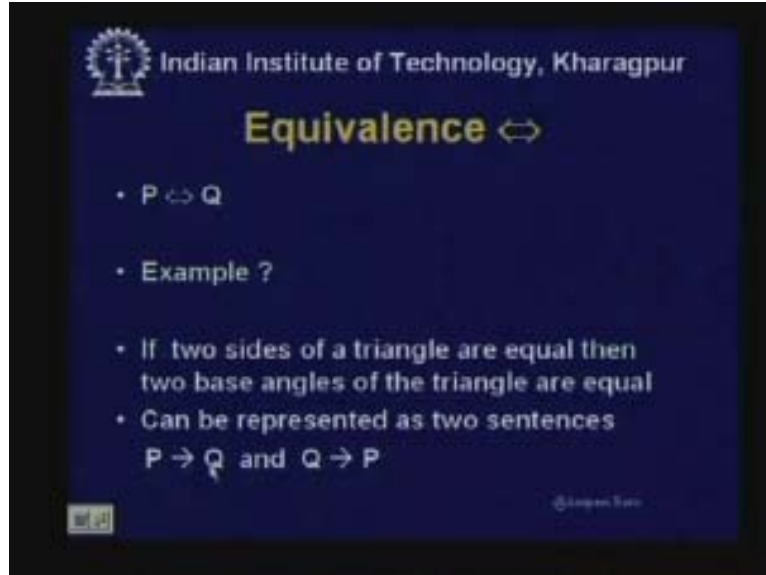 Indian Institute of Technology, Kharagpur
Equivalence ⇔
• P ⇔ Q
• Example ?
• If two sides of a triangle are equal then
two base angles of the triangle are equal
• Can be represented as two sentences
P → Q and Q → P